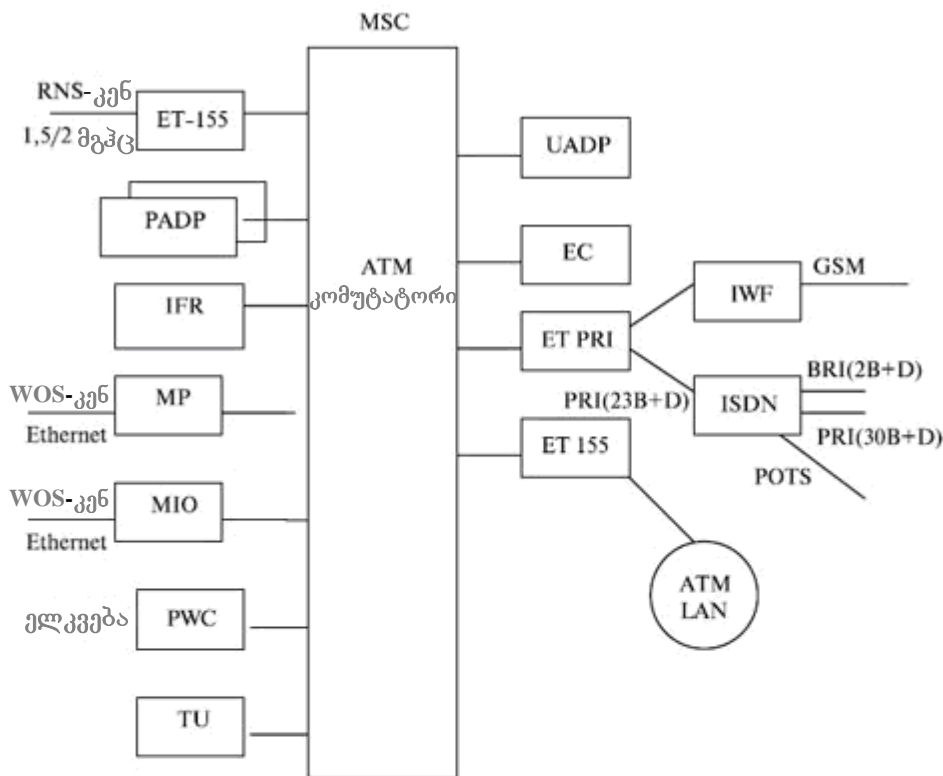 MSC
RNS-კენ
1,5/2 მგჰც
ET-155
PADP
IFR
WOS-კენ
Ethernet
MP
WOS-კენ
Ethernet
MIO
ელკვება
PWC
TU
ATM
კომუტატორი
UADP
EC
ET PRI
PRI(23B+D)
ET 155
IWF
GSM
ISDN
BRI(2B+D)
PRI(30B+D)
POTS
ATM
LAN